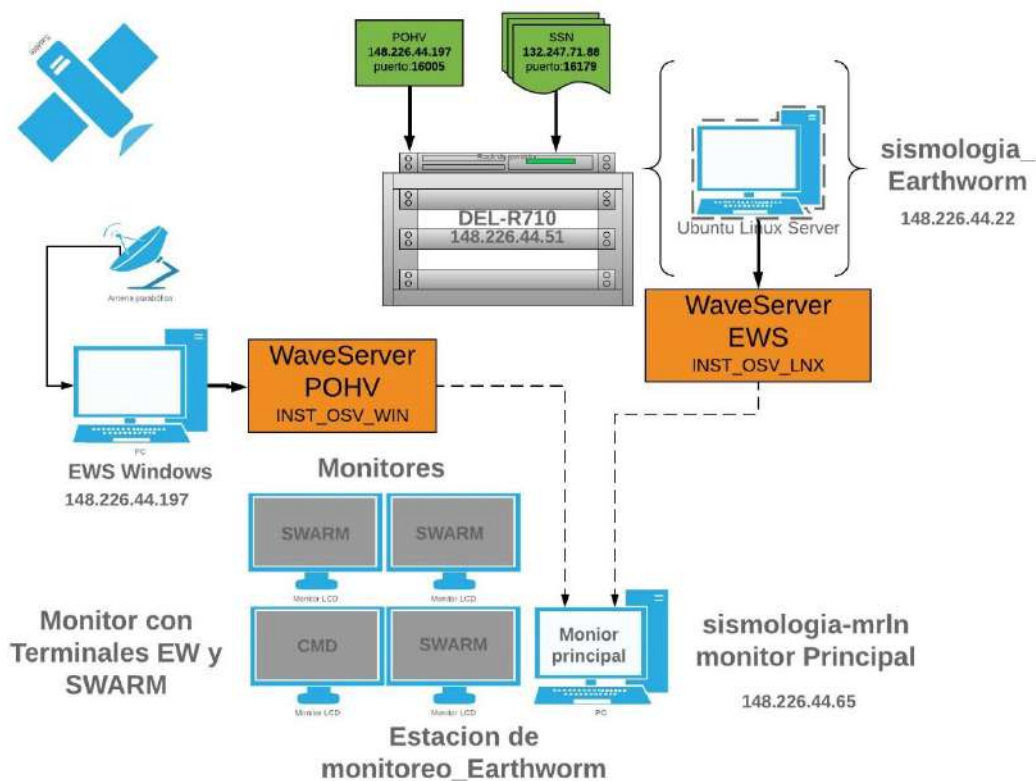 Satélite
POHV
148.226.44.197
puerto:16005
SSN
132.247.71.88
puerto:16179
DEL-R710
148.226.44.51
Ubuntu Linux Server
sismologia_
Earthworm
148.226.44.22
Antena parabólica
WaveServer
EWS
INST_OSV_LNX
WaveServer
POHV
INST_OSV_WIN
PC
EWS Windows
148.226.44.197
Monitores
SWARM
SWARM
Monitor LCD
Monitor LCD
Monitor con
Terminales EW y
SWARM
CMD
SWARM
Monitor LCD
Monitor LCD
Monior
principal
PC
sismologia-mrln
monitor Principal
148.226.44.65
Estacion de
monitoreo_Earthworm